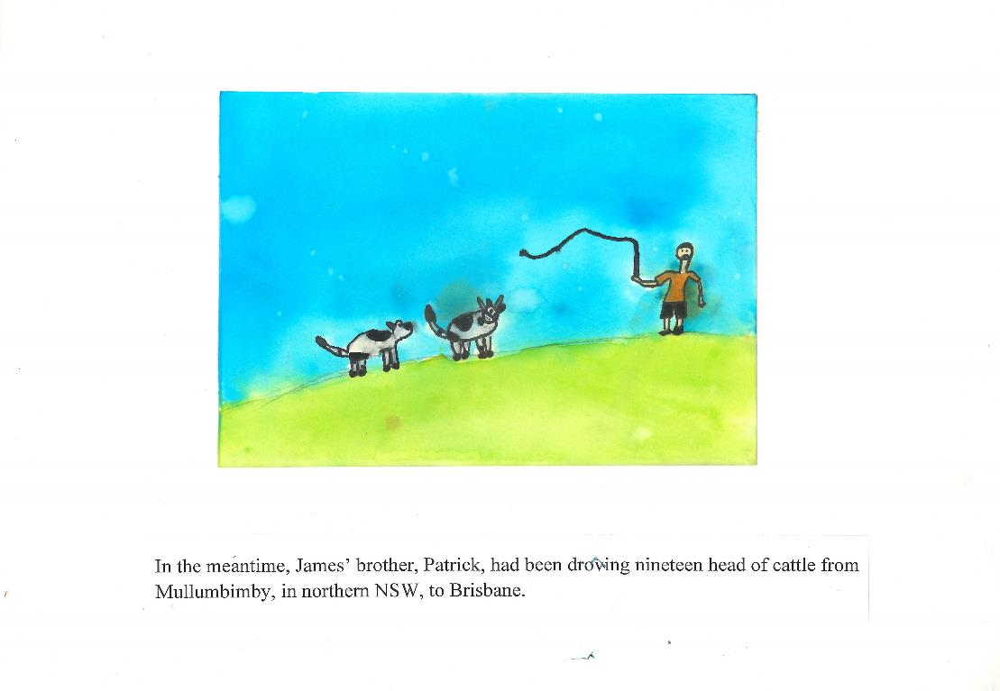 In the meantime, James' brother, Patrick, had been droving nineteen head of cattle from
Mullumbimby, in northern NSW, to Brisbane.